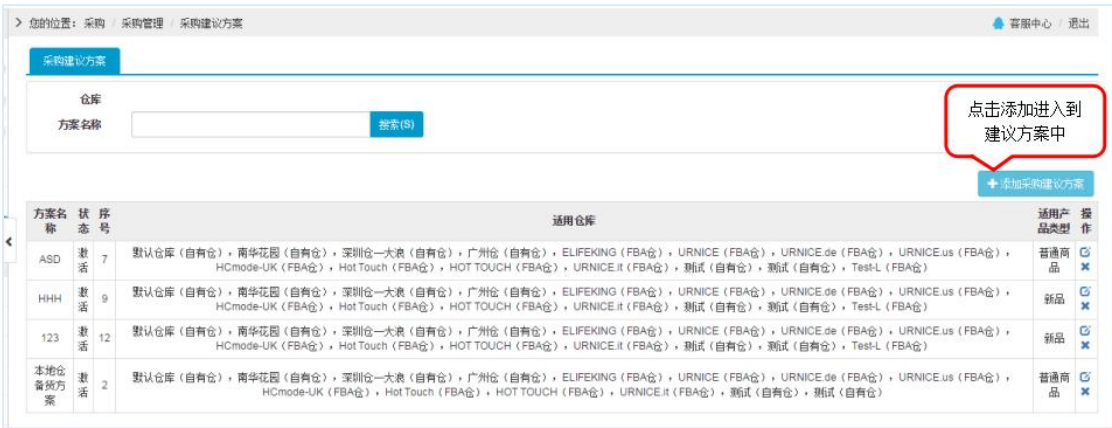 您的位置： 采购 / 采购管理 / 采购建议方案
客服中心 / 退出
采购建议方案
仓库
方案名称
搜索(S)
点击添加进入到
建议方案中
添加采购建议方案
方案名称 状态 序号 适用仓库 适用产品类型 操作
ASD 激活 7
默认仓库（自有仓），南华花园（自有仓），深圳仓—大浪（自有仓），广州仓（自有仓），ELIFEKING（FBA仓），URNICE（FBA仓），URNICE.de（FBA仓），URNICE.us（FBA仓），
HCmode-UK（FBA仓），Hot Touch（FBA仓），HOT TOUCH（FBA仓），URNICE.it（FBA仓），测试（自有仓），测试（自有仓），Test-L（FBA仓）
普通商品
HHH 激活 9
默认仓库（自有仓），南华花园（自有仓），深圳仓—大浪（自有仓），广州仓（自有仓），ELIFEKING（FBA仓），URNICE（FBA仓），URNICE.de（FBA仓），URNICE.us（FBA仓），
HCmode-UK（FBA仓），Hot Touch（FBA仓），HOT TOUCH（FBA仓），URNICE.it（FBA仓），测试（自有仓），测试（自有仓），Test-L（FBA仓）
新品
123 激活 12
默认仓库（自有仓），南华花园（自有仓），深圳仓—大浪（自有仓），广州仓（自有仓），ELIFEKING（FBA仓），URNICE（FBA仓），URNICE.de（FBA仓），URNICE.us（FBA仓），
HCmode-UK（FBA仓），Hot Touch（FBA仓），HOT TOUCH（FBA仓），URNICE.it（FBA仓），测试（自有仓），测试（自有仓），Test-L（FBA仓）
新品
本地仓备货方案 激活 2
默认仓库（自有仓），南华花园（自有仓），深圳仓—大浪（自有仓），广州仓（自有仓），ELIFEKING（FBA仓），URNICE（FBA仓），URNICE.de（FBA仓），URNICE.us（FBA仓），
HCmode-UK（FBA仓），Hot Touch（FBA仓），HOT TOUCH（FBA仓），URNICE.it（FBA仓），测试（自有仓），测试（自有仓）
普通商品